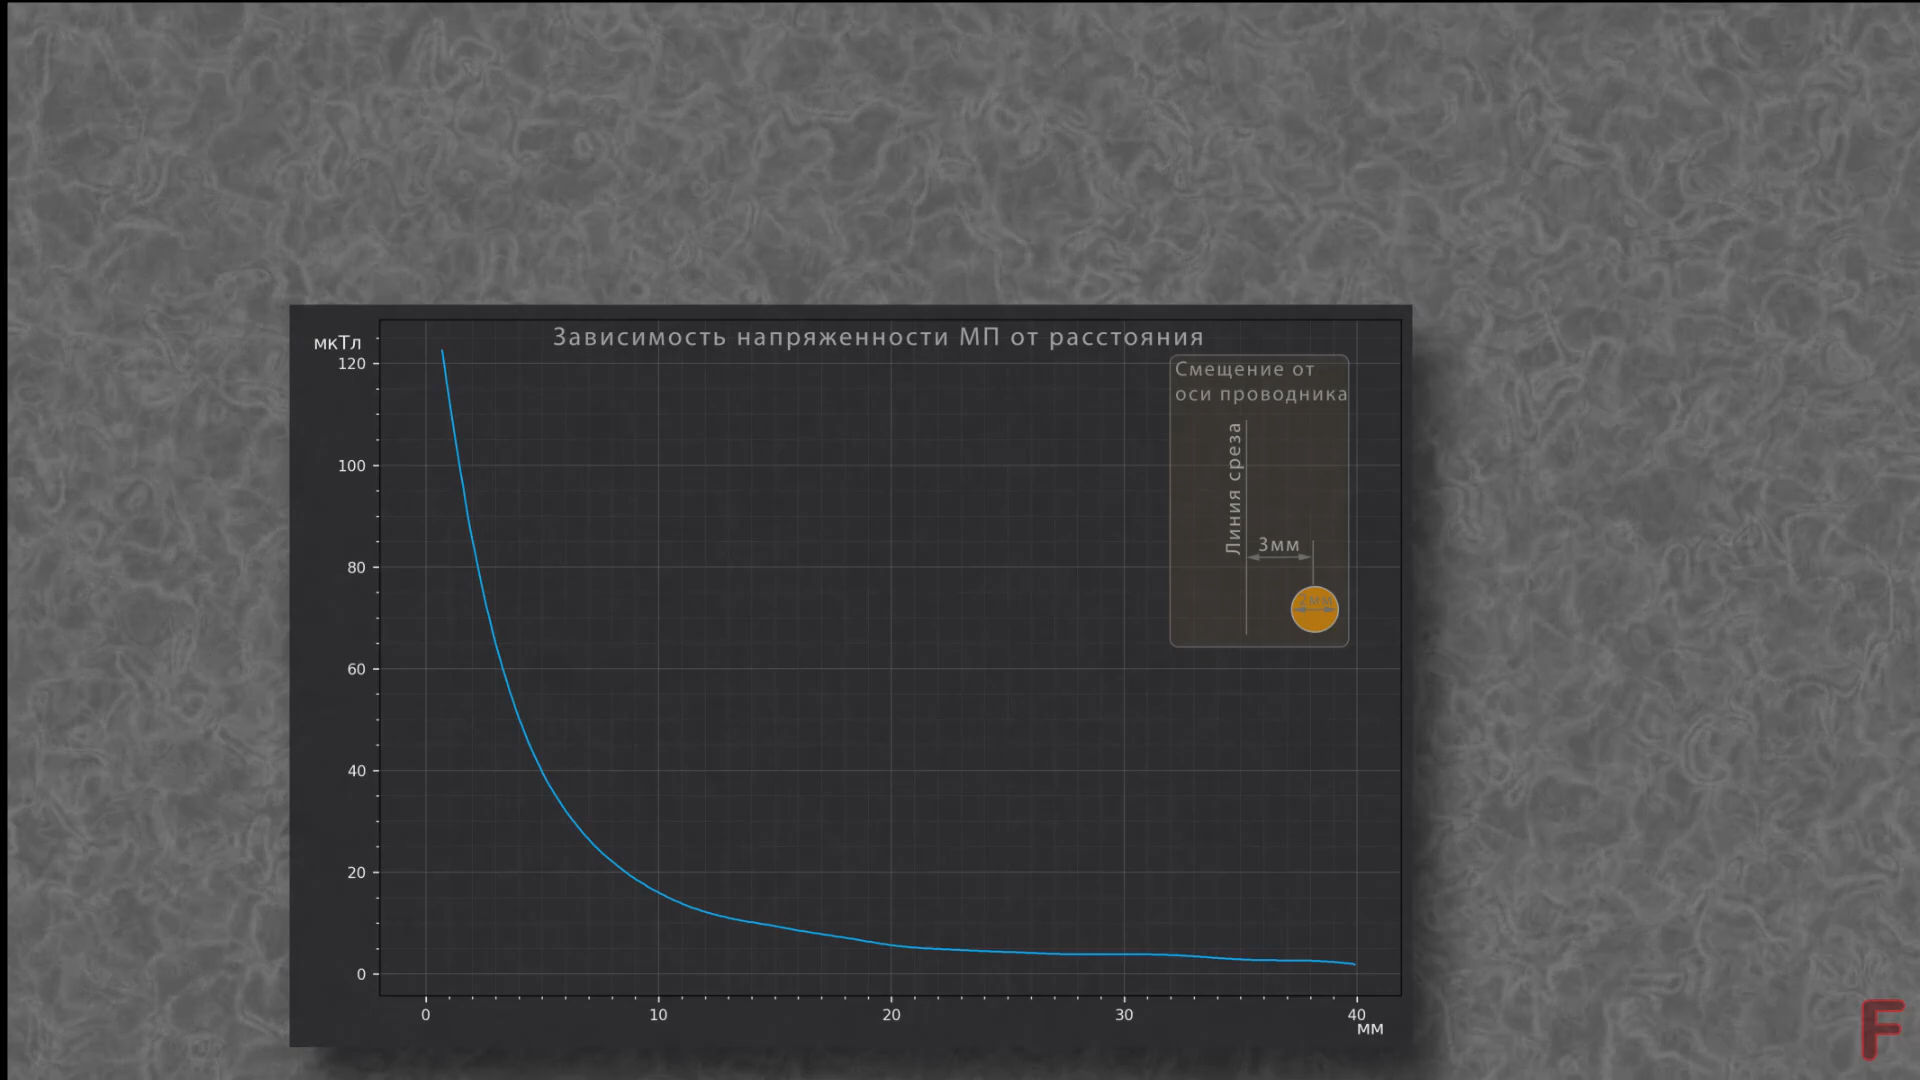 Зависимость напряженности МП от расстояния
мкТл
120
100
80
60
40
20
0
Смещение от
оси проводника
Линия среза
3мм
2мм
0
10
20
30
40
мм
F